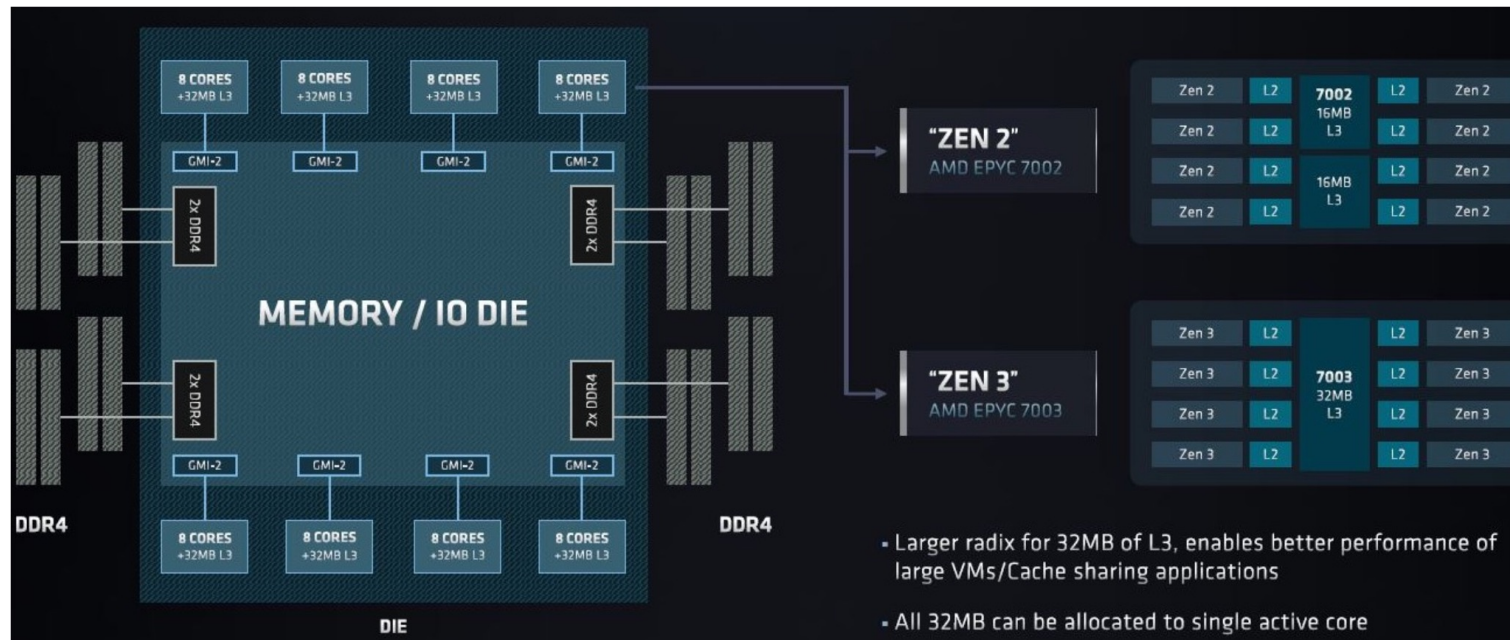 8 CORES
+32MB L3
8 CORES
+32MB L3
8 CORES
+32MB L3
8 CORES
+32MB L3
GMI-2
GMI-2
GMI-2
GMI-2
2x DDR4
2x DDR4
MEMORY / IO DIE
2x DDR4
2x DDR4
GMI-2
GMI-2
GMI-2
GMI-2
DDR4
DDR4
8 CORES
+32MB L3
8 CORES
+32MB L3
8 CORES
+32MB L3
8 CORES
+32MB L3
DIE
"ZEN 2"
AMD EPYC 7002
Zen 2 L2 L2 Zen 2
Zen 2 L2 L2 Zen 2
Zen 2 L2 L2 Zen 2
Zen 2 L2 L2 Zen 2
7002
16MB
L3
16MB
L3
"ZEN 3"
AMD EPYC 7003
Zen 3 L2 L2 Zen 3
Zen 3 L2 L2 Zen 3
Zen 3 L2 L2 Zen 3
Zen 3 L2 L2 Zen 3
7003
32MB
L3
▪ Larger radix for 32MB of L3, enables better performance of
large VMs/Cache sharing applications
▪ All 32MB can be allocated to single active core